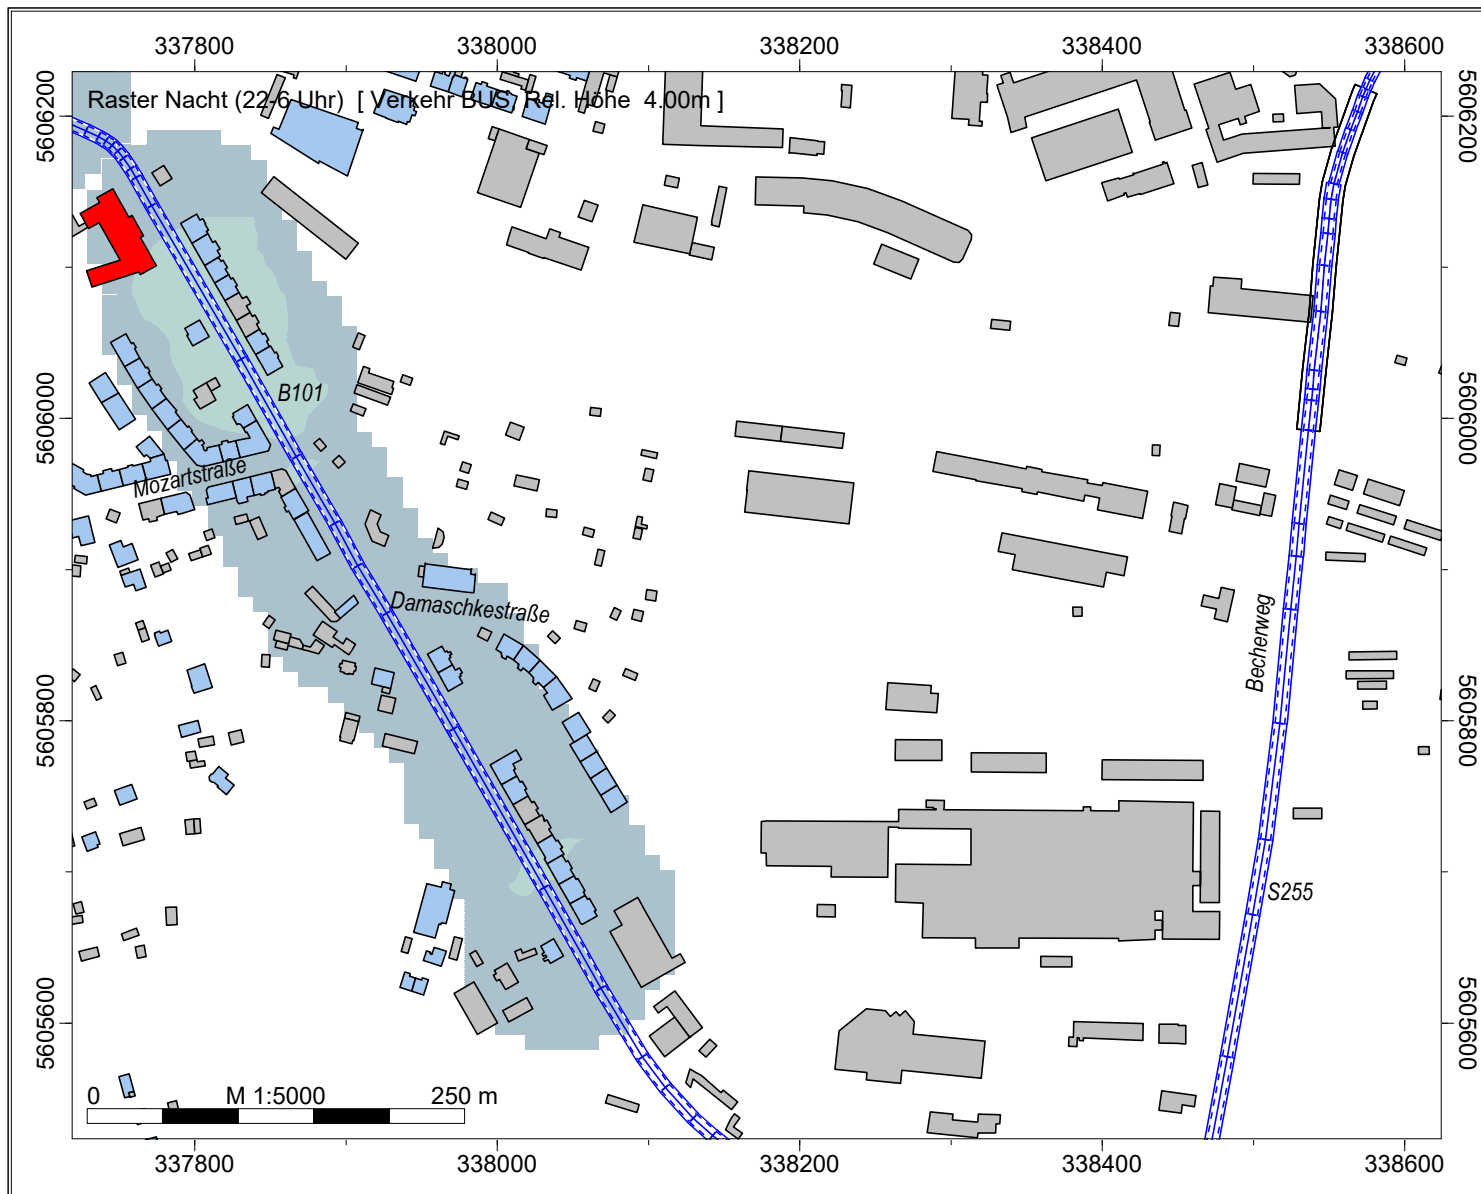 337800 338000 338200 338400 338600
Raster Nacht (22-6 Uhr) [ Verkehr BUS, Rel. Höhe 4.00m ]
5606200 5606200
B101
5606000 5606000
Mozartstraße
Damaschkestraße
Becherweg
5605800 5605800
S255
5605600 5605600
0 M 1:5000 250 m
337800 338000 338200 338400 338600